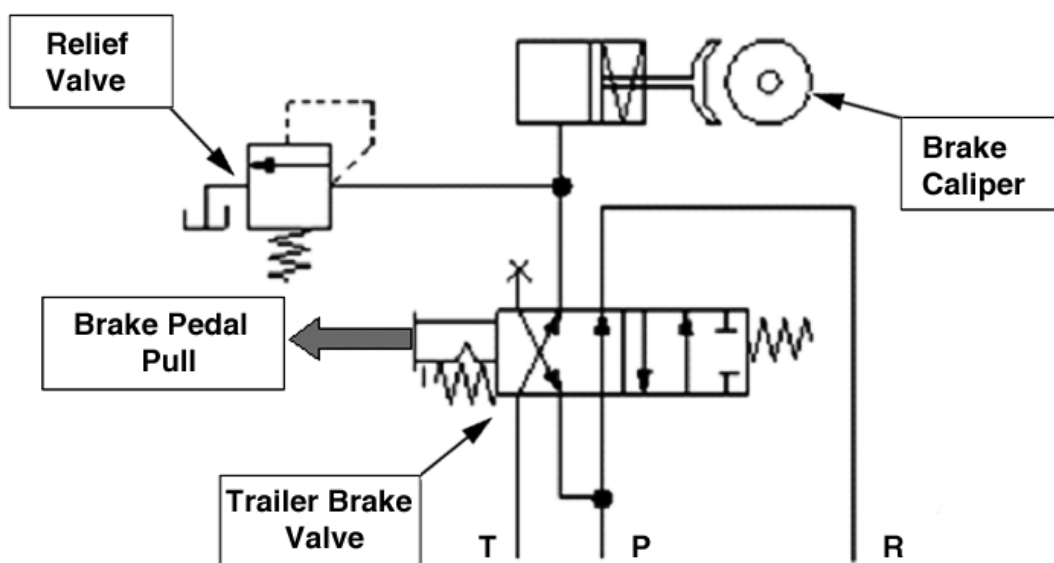 Relief
Valve
Brake
Caliper
Brake Pedal
Pull
Trailer Brake
Valve
T
P
R